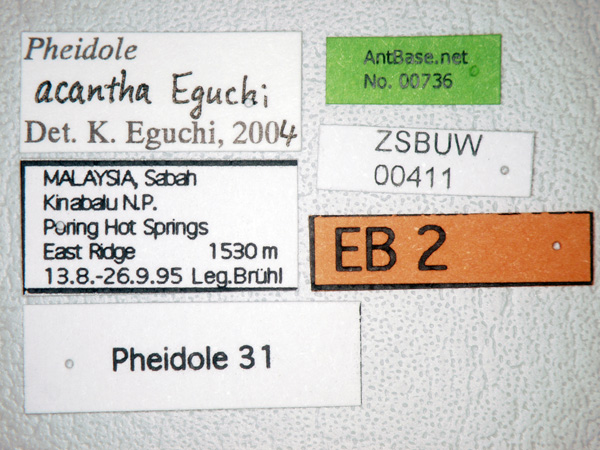 Pheidole
acantha Eguchi
Det. K. Eguchi, 2004
AntBase.net
No. 00736
ZSBUW
00411
MALAYSIA, Sabah
Kinabalu N.P.
Poring Hot Springs
East Ridge 1530 m
13.8.-26.9.95 Leg.Brühl
EB 2
Pheidole 31